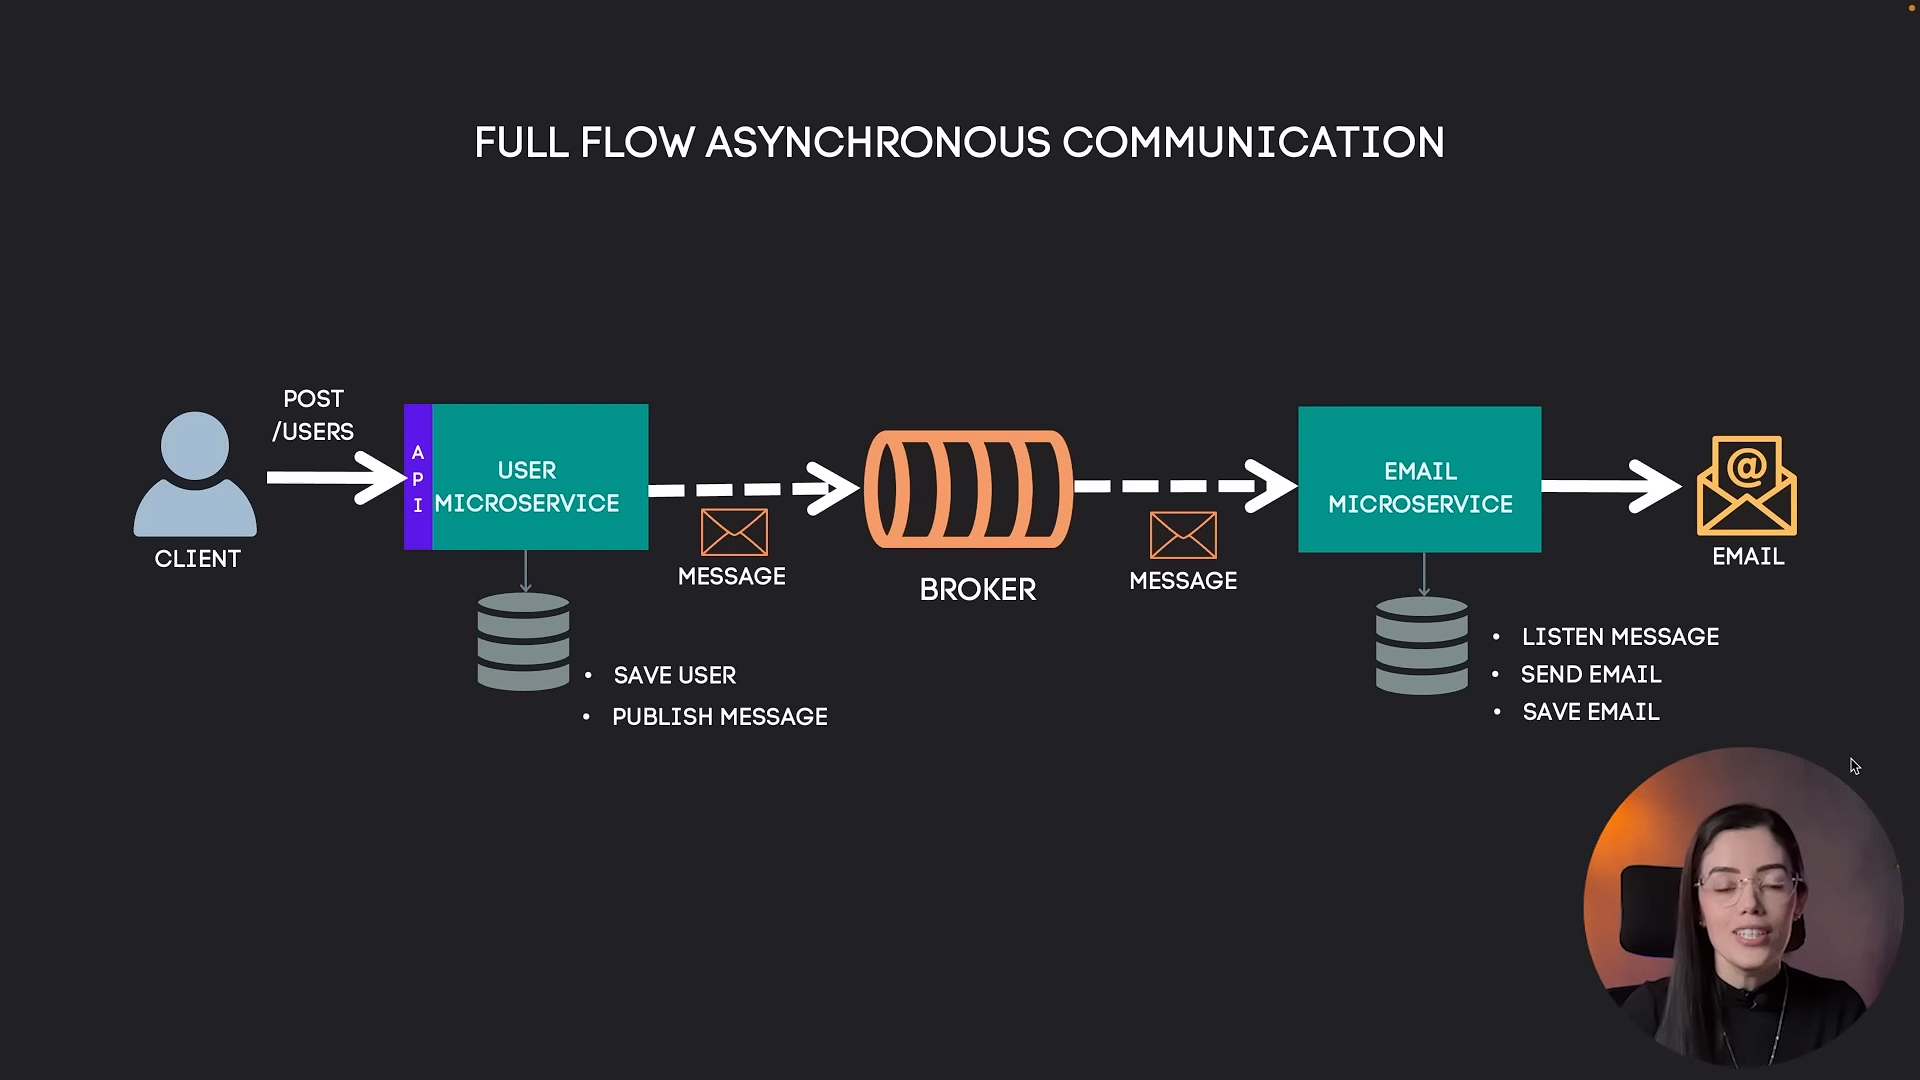 FULL FLOW ASYNCHRONOUS COMMUNICATION
POST
/USERS
CLIENT
A
P
I
USER
MICROSERVICE
MESSAGE
BROKER
MESSAGE
EMAIL
MICROSERVICE
@
EMAIL
• SAVE USER
• PUBLISH MESSAGE
• LISTEN MESSAGE
• SEND EMAIL
• SAVE EMAIL